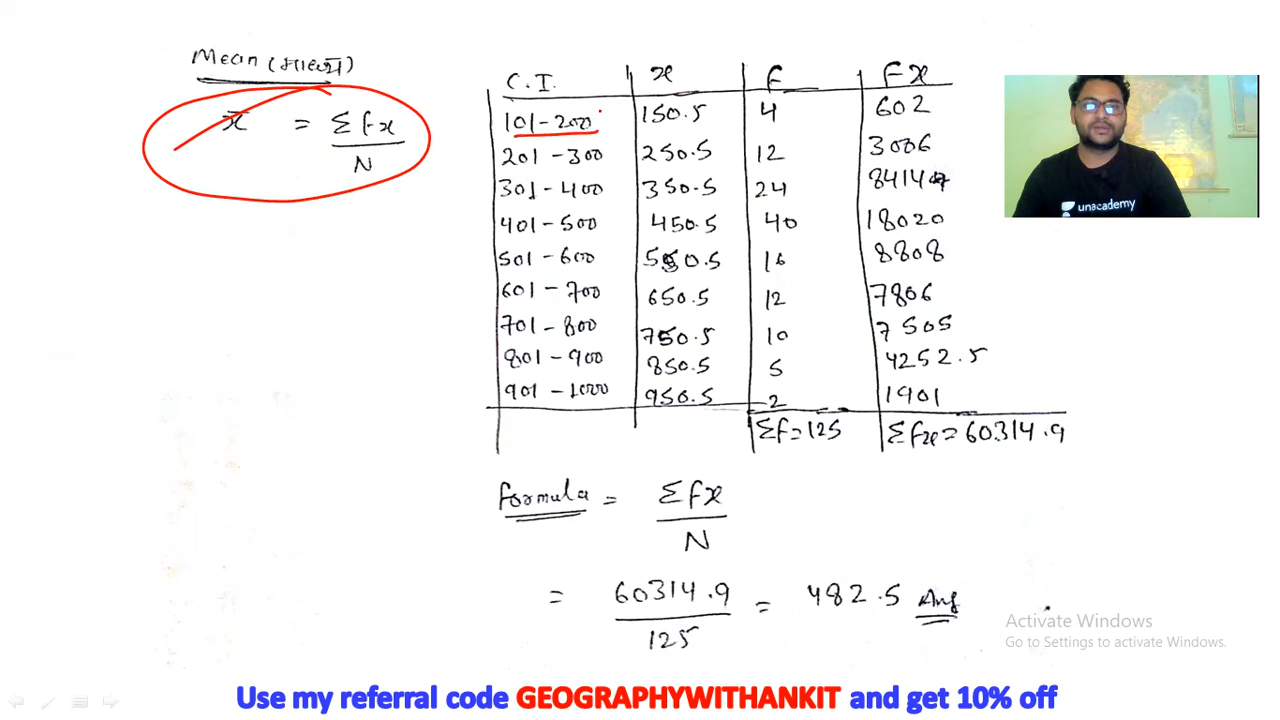 Mean (माध्य)
x̄ = Σfx / N
C.I. x F Fx
101-200 150.5 4 602
201-300 250.5 12 3006
301-400 350.5 24 8414
401-500 450.5 40 18020
501-600 550.5 16 8808
601-700 650.5 12 7806
701-800 750.5 10 7505
801-900 850.5 5 4252.5
901-1000 950.5 2 1901
Σf=125 Σfx=60314.9
formula = Σfx / N
= 60314.9 / 125 = 482.5 Ans
unacademy
Activate Windows
Go to Settings to activate Windows.
Use my referral code GEOGRAPHYWITHANKIT and get 10% off